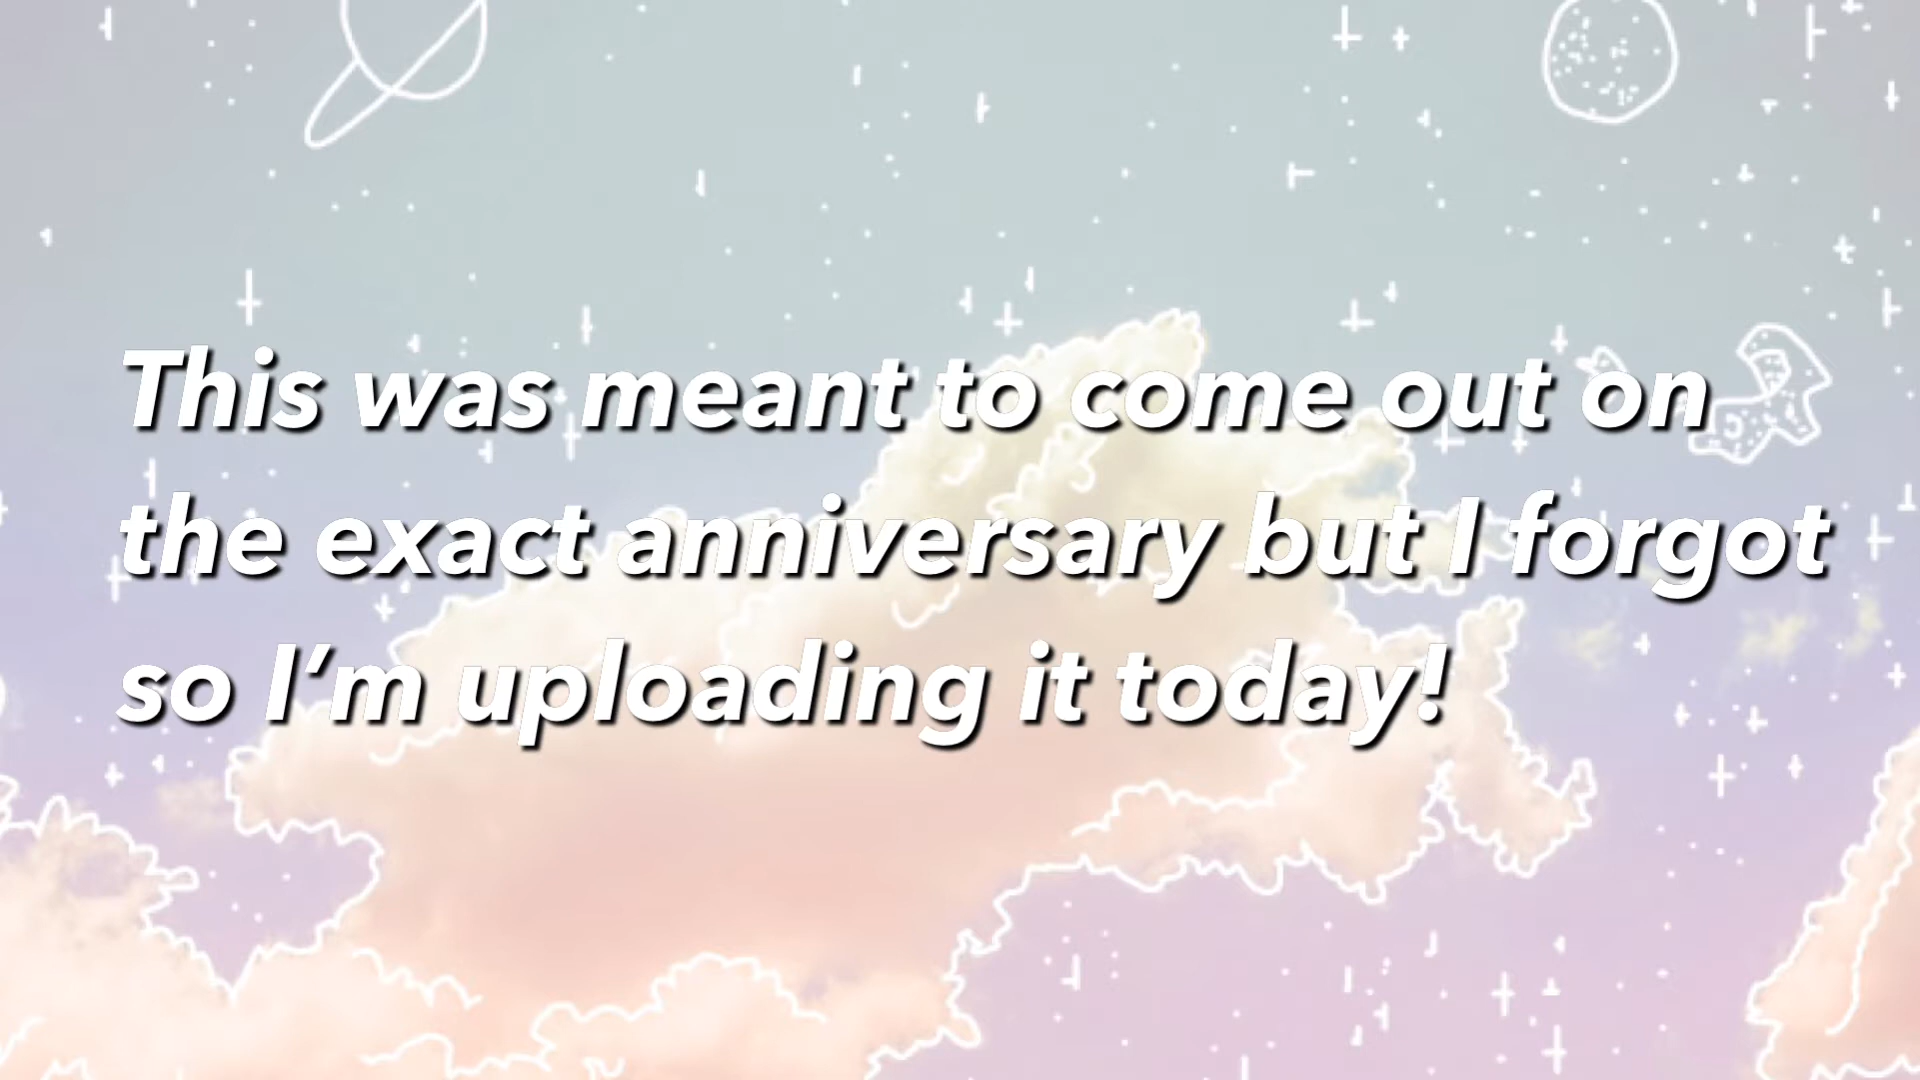 This was meant to come out on
the exact anniversary but I forgot
so I’m uploading it today!